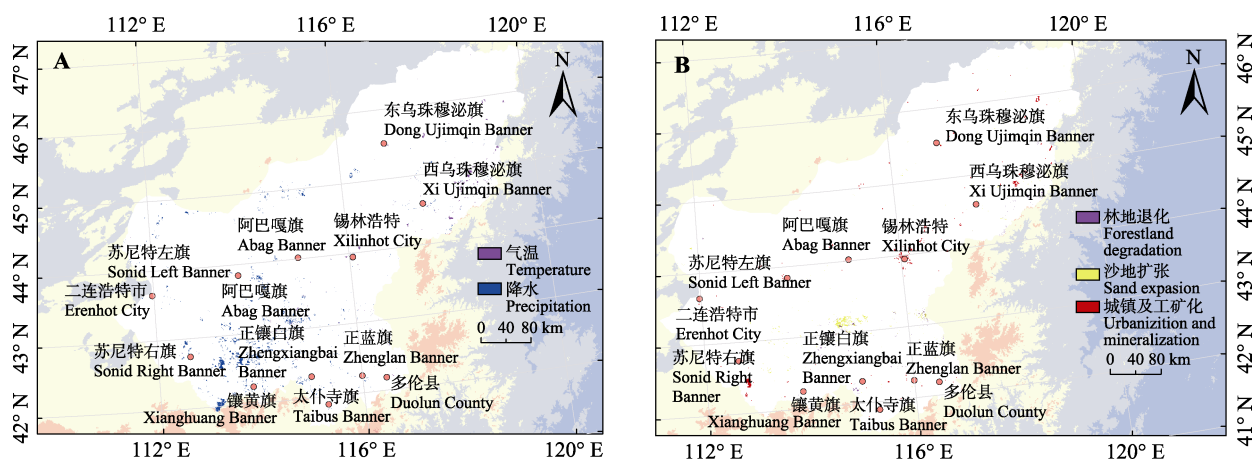 112° E
116° E
120° E
A
N
47° N
46° N
45° N
44° N
43° N
42° N
东乌珠穆泌旗
Dong Ujimqin Banner
西乌珠穆泌旗
Xi Ujimqin Banner
阿巴嘎旗
Abag Banner
锡林浩特
Xilinhot City
苏尼特左旗
Sonid Left Banner
二连浩特市
Erenhot City
阿巴嘎旗
Abag Banner
正镶白旗
Zhengxiangbai
Banner
正蓝旗
Zhenglan Banner
苏尼特右旗
Sonid Right Banner
多伦县
Duolun County
镶黄旗
Xianghuang Banner
太仆寺旗
Taibus Banner
气温
Temperature
降水
Precipitation
0 40 80 km
112° E
116° E
120° E
112° E
116° E
120° E
B
N
46° N
45° N
44° N
43° N
42° N
41° N
东乌珠穆泌旗
Dong Ujimqin Banner
西乌珠穆泌旗
Xi Ujimqin Banner
阿巴嘎旗
Abag Banner
锡林浩特
Xilinhot City
苏尼特左旗
Sonid Left Banner
二连浩特市
Erenhot City
正镶白旗
Zhengxiangbai
Banner
正蓝旗
Zhenglan Banner
苏尼特右旗
Sonid Right
Banner
多伦县
Duolun County
镶黄旗
Xianghuang Banner
太仆寺旗
Taibus Banner
林地退化
Forestland
degradation
沙地扩张
Sand expasion
城镇及工矿化
Urbanizition and
mineralization
0 40 80 km
112° E
116° E
120° E